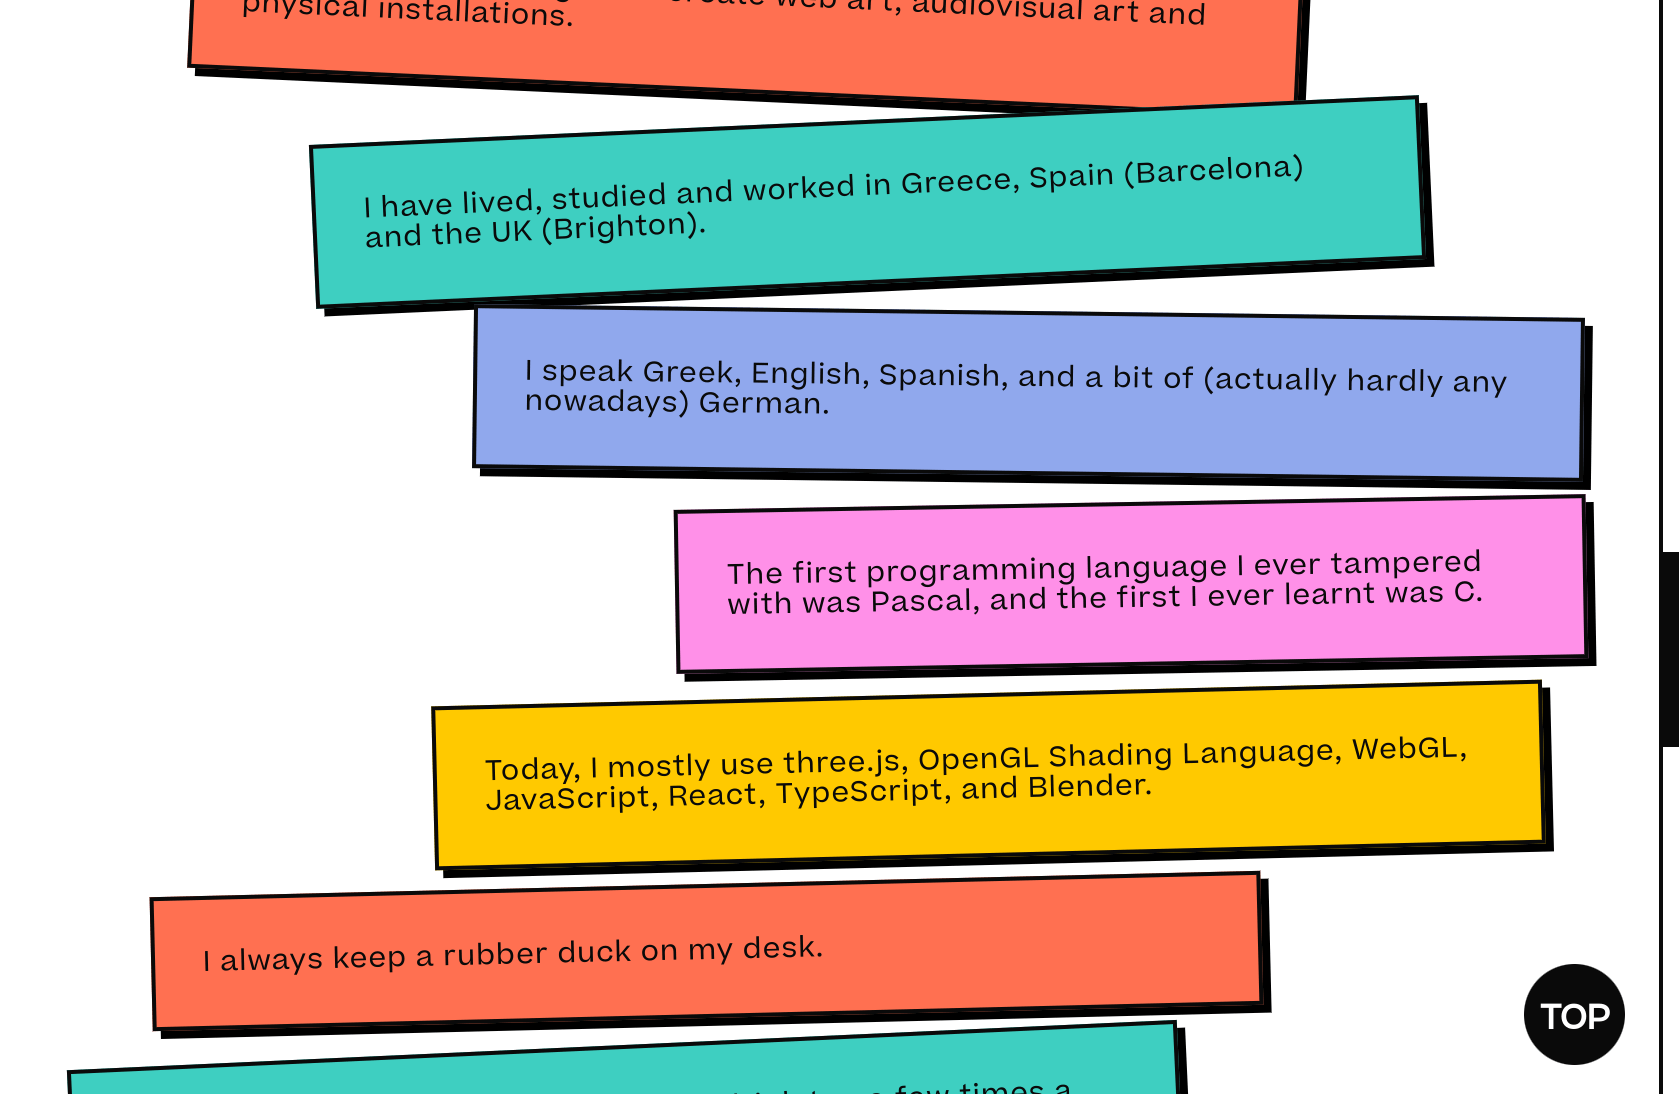 create web art, audiovisual art and
physical installations.
I have lived, studied and worked in Greece, Spain (Barcelona)
and the UK (Brighton).
I speak Greek, English, Spanish, and a bit of (actually hardly any
nowadays) German.
The first programming language I ever tampered
with was Pascal, and the first I ever learnt was C.
Today, I mostly use three.js, OpenGL Shading Language, WebGL,
JavaScript, React, TypeScript, and Blender.
I always keep a rubber duck on my desk.
a few times a
TOP